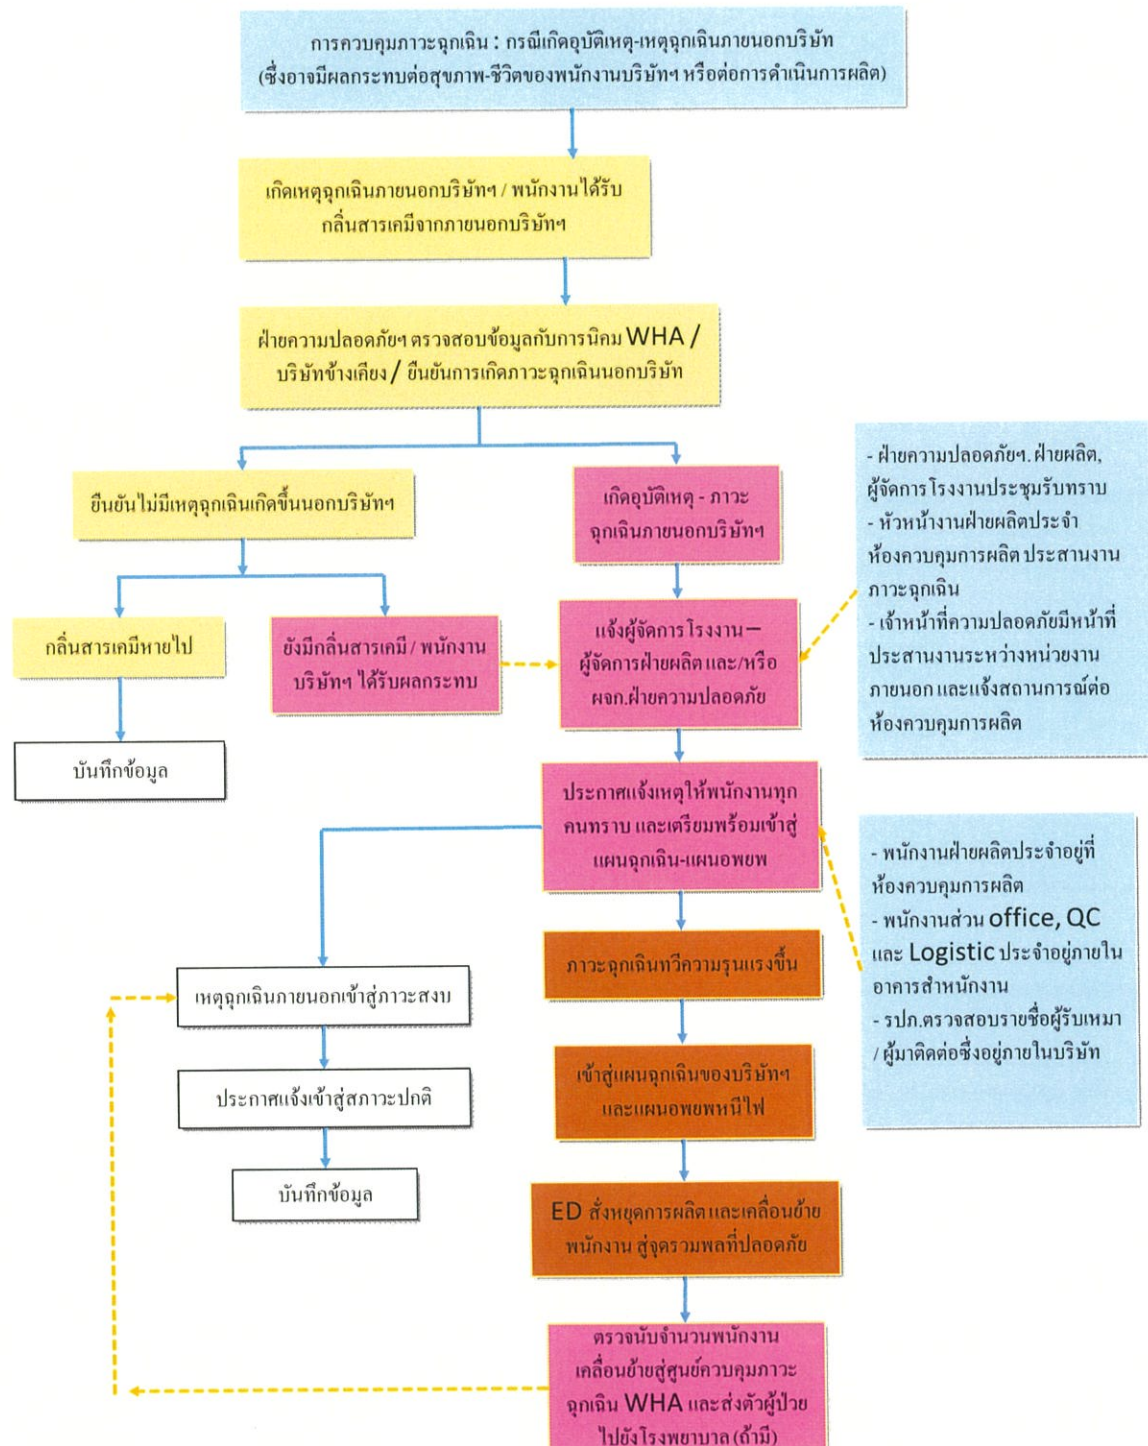 การควบคุมภาวะฉุกเฉิน : กรณีเกิดอุบัติเหตุ-เหตุฉุกเฉินภายนอกบริษัท
(ซึ่งอาจมีผลกระทบต่อสุขภาพ-ชีวิตของพนักงานบริษัทฯ หรือต่อการดำเนินการผลิต)
เกิดเหตุฉุกเฉินภายนอกบริษัทฯ / พนักงานได้รับ
กลิ่นสารเคมีจากภายนอกบริษัทฯ
ฝ่ายความปลอดภัยฯ ตรวจสอบข้อมูลกับการนิคม WHA /
บริษัทข้างเคียง / ยืนยันการเกิดภาวะฉุกเฉินนอกบริษัท
ยืนยันไม่มีเหตุฉุกเฉินเกิดขึ้นนอกบริษัทฯ
เกิดอุบัติเหตุ - ภาวะ
ฉุกเฉินภายนอกบริษัทฯ
- ฝ่ายความปลอดภัยฯ. ฝ่ายผลิต,
ผู้จัดการโรงงานประชุมรับทราบ
- หัวหน้างานฝ่ายผลิตประจำ
ห้องควบคุมการผลิต ประสานงาน
ภาวะฉุกเฉิน
- เจ้าหน้าที่ความปลอดภัยมีหน้าที่
ประสานงานระหว่างหน่วยงาน
ภายนอก และแจ้งสถานการณ์ต่อ
ห้องควบคุมการผลิต
กลิ่นสารเคมีหายไป
ยังมีกลิ่นสารเคมี / พนักงาน
บริษัทฯ ได้รับผลกระทบ
แจ้งผู้จัดการโรงงาน –
ผู้จัดการฝ่ายผลิต และ/หรือ
ผจก.ฝ่ายความปลอดภัย
บันทึกข้อมูล
ประกาศแจ้งเหตุให้พนักงานทุก
คนทราบ และเตรียมพร้อมเข้าสู่
แผนฉุกเฉิน-แผนอพยพ
- พนักงานฝ่ายผลิตประจำอยู่ที่
ห้องควบคุมการผลิต
- พนักงานส่วน office, QC
และ Logistic ประจำอยู่ภายใน
อาคารสำหนักงาน
- รปภ.ตรวจสอบรายชื่อผู้รับเหมา
/ ผู้มาติดต่อซึ่งอยู่ภายในบริษัท
ภาวะฉุกเฉินทวีความรุนแรงขึ้น
เหตุฉุกเฉินภายนอกเข้าสู่ภาวะสงบ
เข้าสู่แผนฉุกเฉินของบริษัทฯ
และแผนอพยพหนีไฟ
ประกาศแจ้งเข้าสู่สภาวะปกติ
บันทึกข้อมูล
ED สั่งหยุดการผลิตและเคลื่อนย้าย
พนักงาน สู่จุดรวมพลที่ปลอดภัย
ตรวจนับจำนวนพนักงาน
เคลื่อนย้ายสู่ศูนย์ควบคุมภาวะ
ฉุกเฉิน WHA และส่งตัวผู้ป่วย
ไปยังโรงพยาบาล (ถ้ามี)